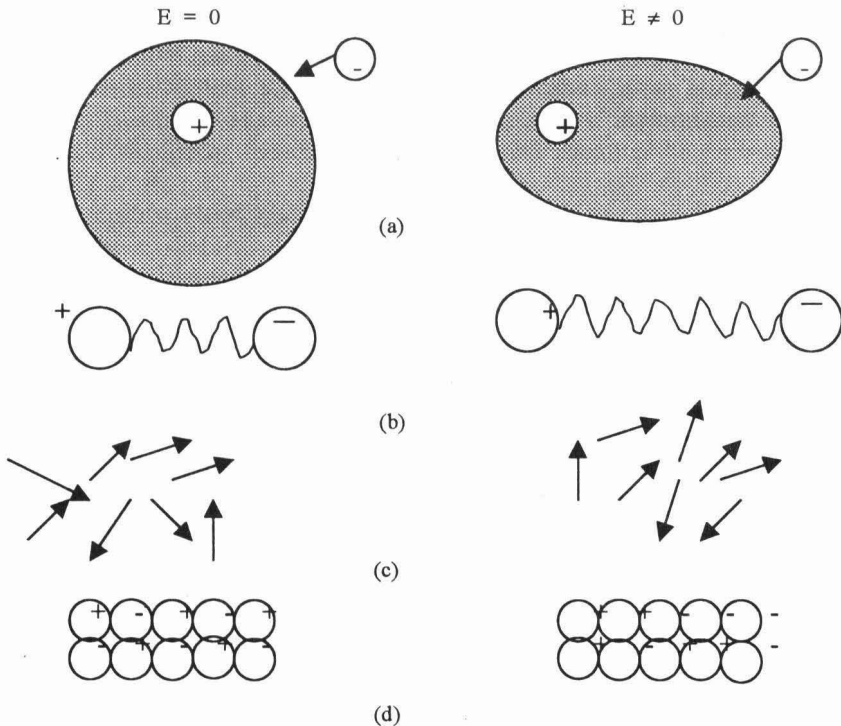 E = 0 E ≠ 0
- -
+ +
(a)
+ − + −
(b)
(c)
+ - + - + + + - - -
- + - + - + - + + -
(d)